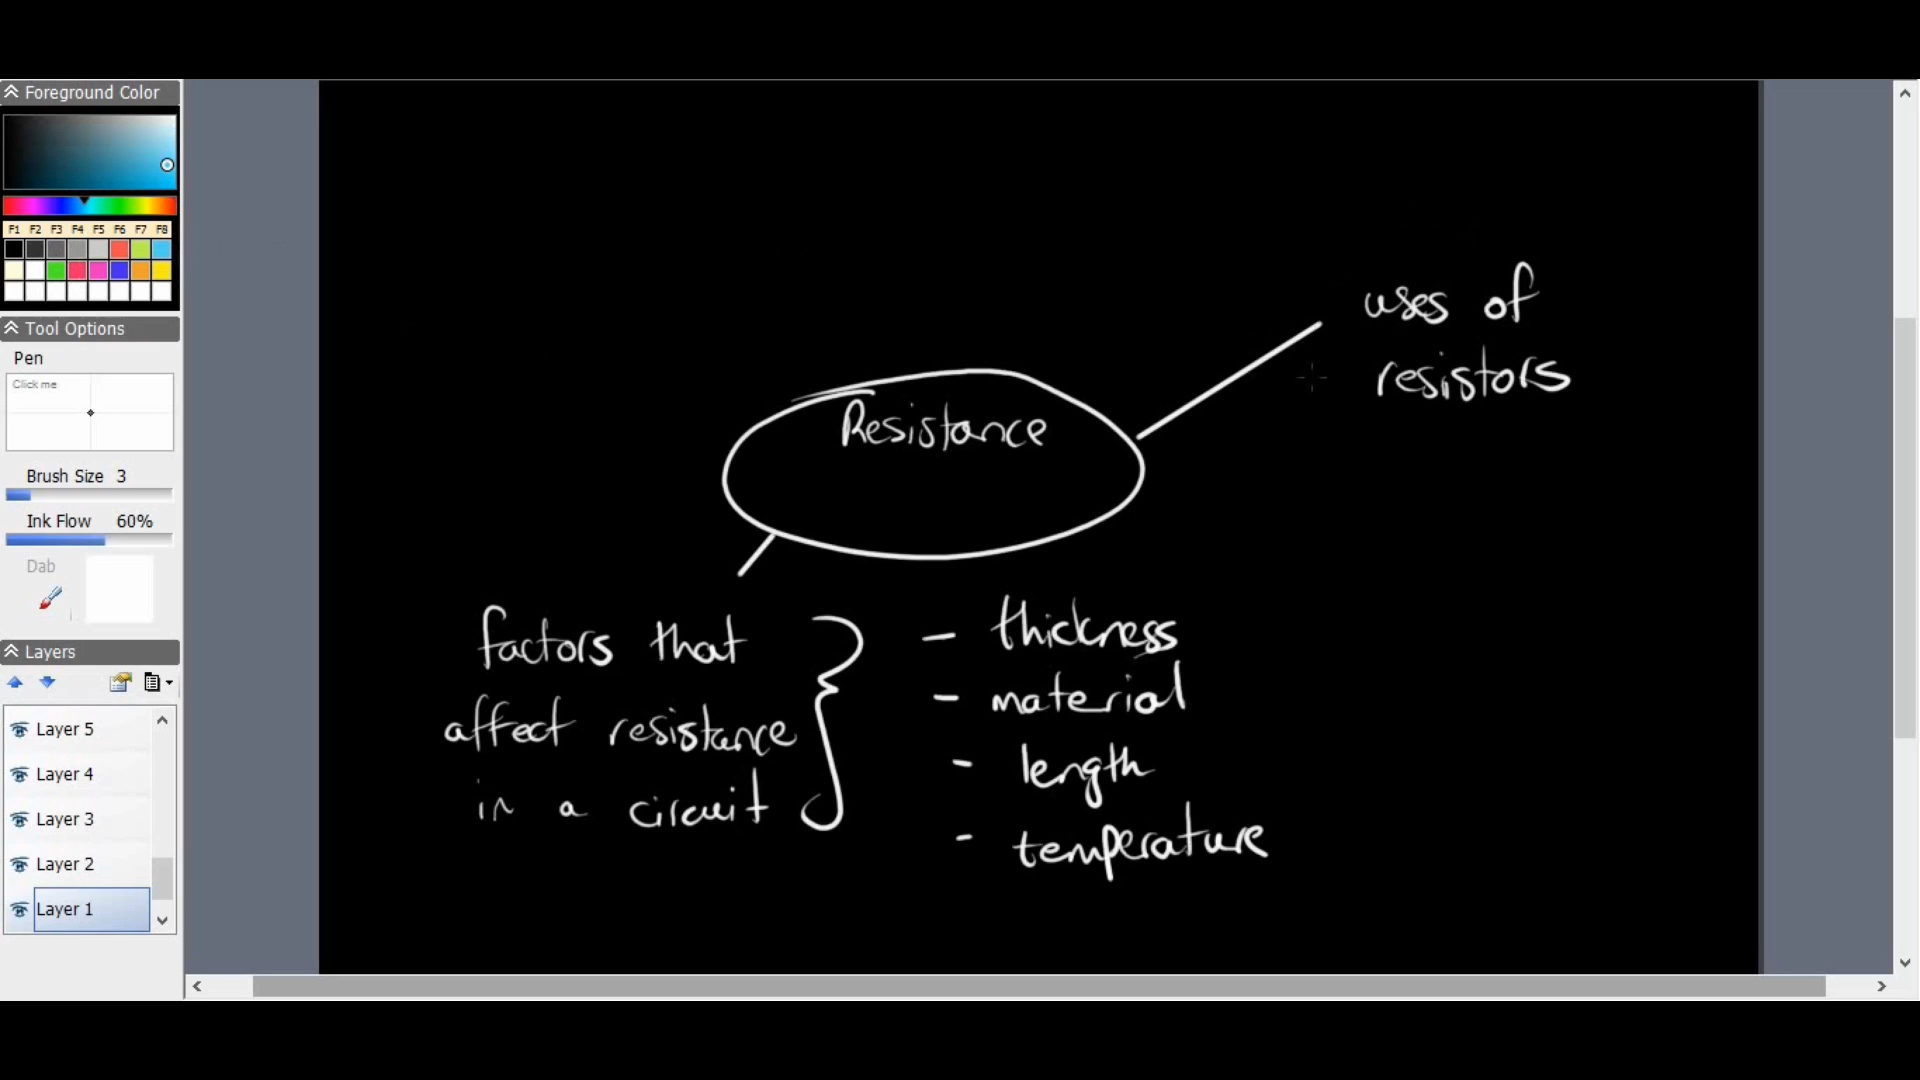 Foreground Color
F1 F2 F3 F4 F5 F6 F7 F8
Tool Options
Pen
Click me
Brush Size 3
Ink Flow 60%
Dab
Layers
Layer 5
Layer 4
Layer 3
Layer 2
Layer 1
uses of
resistors
Resistance
factors that
affect resistance
in a circuit
- thickness
- material
- length
- temperature